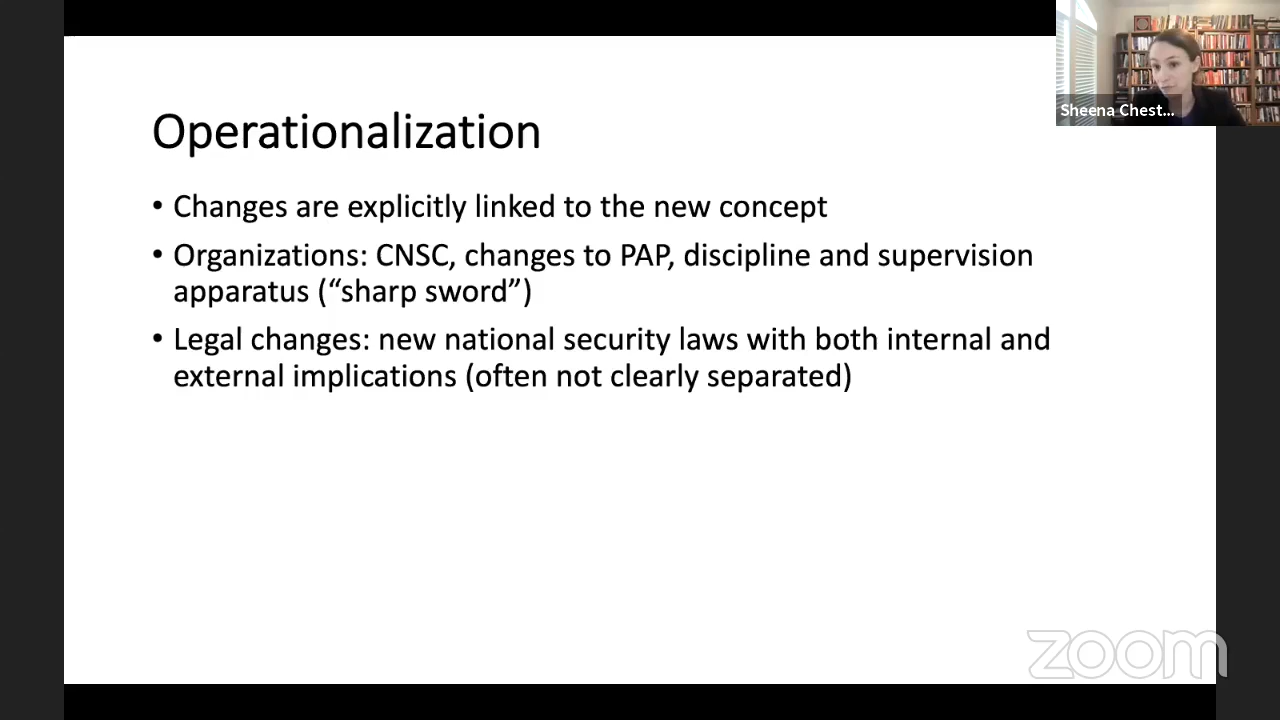 Sheena Chest...
Operationalization
• Changes are explicitly linked to the new concept
• Organizations: CNSC, changes to PAP, discipline and supervision
apparatus (“sharp sword”)
• Legal changes: new national security laws with both internal and
external implications (often not clearly separated)
zoom